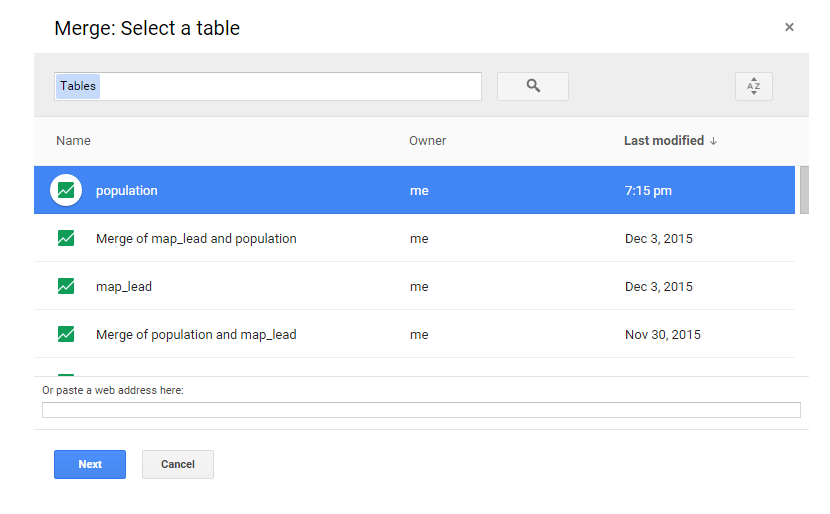 Merge: Select a table
Tables
AZ
Name Owner Last modified
population me 7:15 pm
Merge of map_lead and population me Dec 3, 2015
map_lead me Dec 3, 2015
Merge of population and map_lead me Nov 30, 2015
Or paste a web address here:
Next Cancel